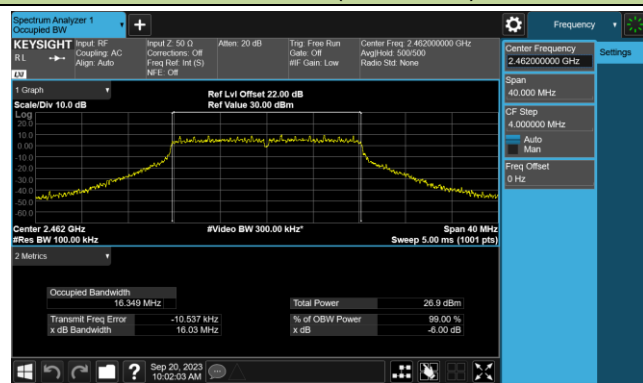 Spectrum Analyzer 1
Occupied BW
Frequency
KEYSIGHT
Input: RF
Coupling: AC
Align: Auto
Input Z: 50 Ω
Corrections: Off
Freq Ref: Int (S)
NFE: Off
Atten: 20 dB
Trig: Free Run
Gate: Off
#IF Gain: Low
Center Freq: 2.462000000 GHz
Avg|Hold: 500/500
Radio Std: None
R L
LXI
Center Frequency
2.462000000 GHz
Settings
Span
40.000 MHz
CF Step
4.000000 MHz
Auto
Man
Freq Offset
0 Hz
1 Graph
Scale/Div 10.0 dB
Ref Lvl Offset 22.00 dB
Ref Value 30.00 dBm
Log
20.0
10.0
0.00
-10.0
-20.0
-30.0
-40.0
-50.0
-60.0
Center 2.462 GHz
#Res BW 100.00 kHz
#Video BW 300.00 kHz*
Span 40 MHz
Sweep 5.00 ms (1001 pts)
2 Metrics
Occupied Bandwidth
16.349 MHz
Total Power 26.9 dBm
Transmit Freq Error -10.537 kHz
% of OBW Power 99.00 %
x dB Bandwidth 16.03 MHz
x dB -6.00 dB
?
Sep 20, 2023
10:02:03 AM